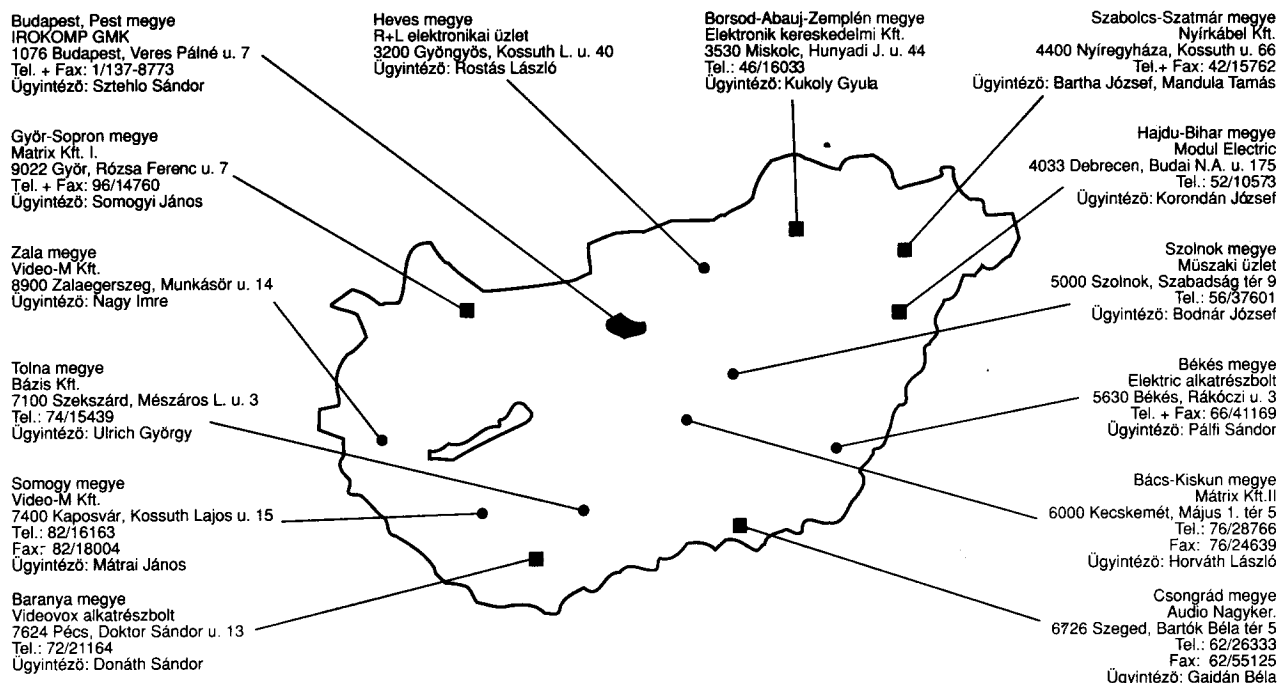 Budapest, Pest megye
IROKOMP GMK
1076 Budapest, Veres Pálné u. 7
Tel. + Fax: 1/137-8773
Ügyintéző: Sztehlo Sándor
Heves megye
R+L elektronikai üzlet
3200 Gyöngyös, Kossuth L. u. 40
Ügyintéző: Rostás László
Borsod-Abauj-Zemplén megye
Elektronik kereskedelmi Kft.
3530 Miskolc, Hunyadi J. u. 44
Tel.: 46/16033
Ügyintéző: Kukoly Gyula
Szabolcs-Szatmár megye
Nyírkábel Kft.
4400 Nyíregyháza, Kossuth u. 66
Tel.+ Fax: 42/15762
Ügyintéző: Bartha József, Mandula Tamás
Győr-Sopron megye
Matrix Kft. I.
9022 Győr, Rózsa Ferenc u. 7
Tel. + Fax: 96/14760
Ügyintéző: Somogyi János
Hajdu-Bihar megye
Modul Electric
4033 Debrecen, Budai N.A. u. 175
Tel.: 52/10573
Ügyintéző: Korondán József
Zala megye
Video-M Kft.
8900 Zalaegerszeg, Munkásőr u. 14
Ügyintéző: Nagy Imre
Szolnok megye
Müszaki üzlet
5000 Szolnok, Szabadság tér 9
Tel.: 56/37601
Ügyintéző: Bodnár József
Tolna megye
Bázis Kft.
7100 Szekszárd, Mészáros L. u. 3
Tel.: 74/15439
Ügyintéző: Ulrich György
Békés megye
Elektric alkatrészbolt
5630 Békés, Rákóczi u. 3
Tel. + Fax: 66/41169
Ügyintéző: Pálfi Sándor
Somogy megye
Video-M Kft.
7400 Kaposvár, Kossuth Lajos u. 15
Tel.: 82/16163
Fax: 82/18004
Ügyintéző: Mátrai János
Bács-Kiskun megye
Mátrix Kft.II
6000 Kecskemét, Május 1. tér 5
Tel.: 76/28766
Fax: 76/24639
Ügyintéző: Horváth László
Baranya megye
Videovox alkatrészbolt
7624 Pécs, Doktor Sándor u. 13
Tel.: 72/21164
Ügyintéző: Donáth Sándor
Csongrád megye
Audio Nagyker.
6726 Szeged, Bartók Béla tér 5
Tel.: 62/26333
Fax: 62/55125
Ügyintéző: Gajdán Béla